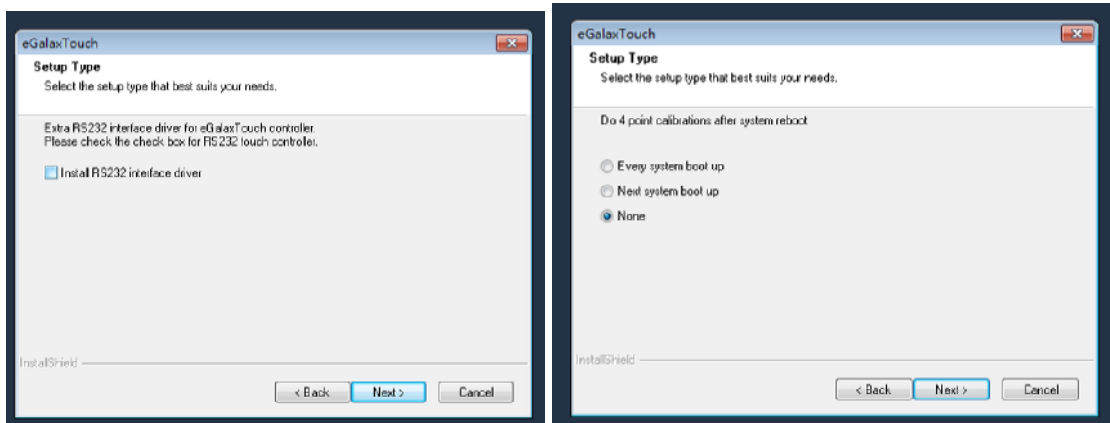 eGalaxTouch
Setup Type
Select the setup type that best suits your needs.
Extra RS232 interface driver for eGalaxTouch controller.
Please check the check box for RS232 touch controller.
Install RS232 interface driver
InstallShield
< Back
Next >
Cancel
eGalaxTouch
Setup Type
Select the setup type that best suits your needs.
Do 4 point calibrations after system reboot
Every system boot up
Next system boot up
None
InstallShield
< Back
Next >
Cancel